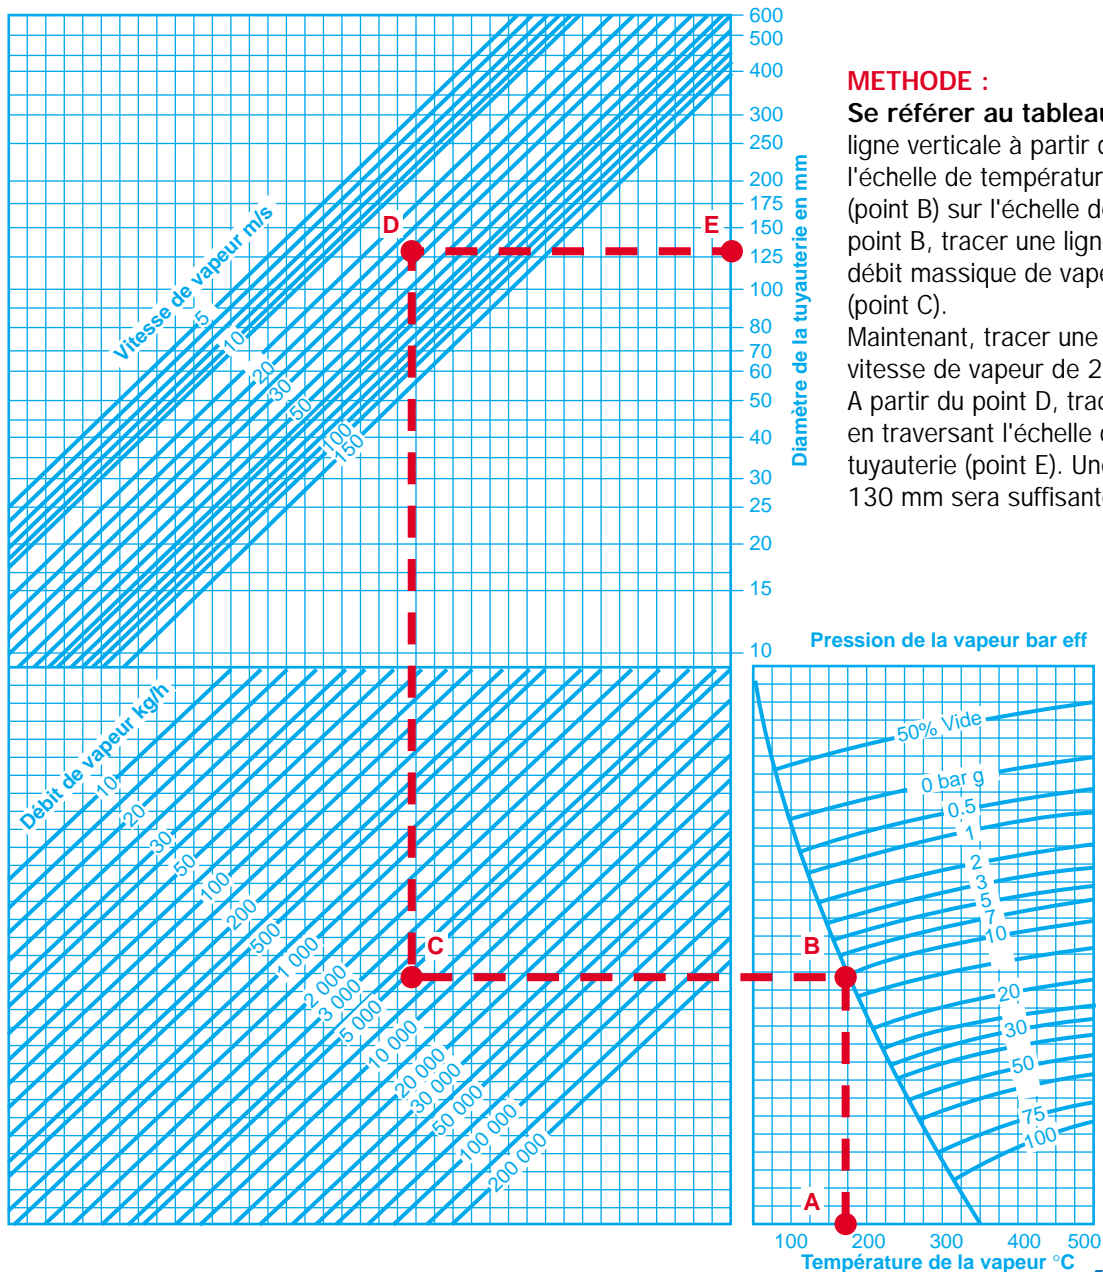 600
500
400
300
250
200
175
150
125
100
80
70
60
50
40
30
25
20
15
10
Diamètre de la tuyauterie en mm
Vitesse de vapeur m/s
5
10
20
30
50
100
150
D
E
METHODE :
Se référer au tableau
ligne verticale à partir d
l'échelle de températur
(point B) sur l'échelle de
point B, tracer une lign
débit massique de vape
(point C).
Maintenant, tracer une
vitesse de vapeur de 2
A partir du point D, trac
en traversant l'échelle d
tuyauterie (point E). Une
130 mm sera suffisante
Débit de vapeur kg/h
10
20
30
50
100
200
500
1 000
2 000
3 000
5 000
10 000
20 000
30 000
50 000
100 000
200 000
C
Pression de la vapeur bar eff
50% Vide
0 bar g
0.5
1
2
3
5
7
10
20
30
50
75
100
B
A
100 200 300 400 500
Température de la vapeur °C